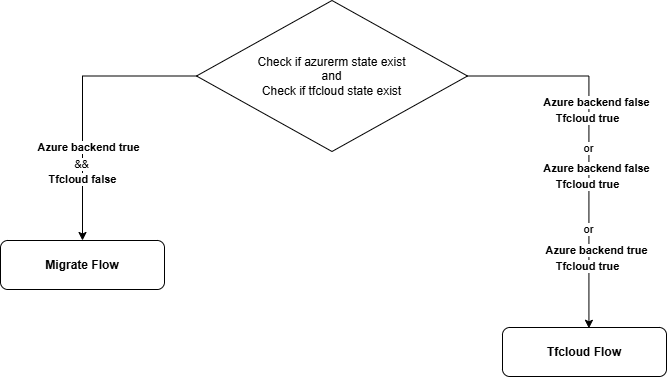 Check if azurerm state exist
and
Check if tfcloud state exist
Azure backend true
&&
Tfcloud false
Migrate Flow
Azure backend false
Tfcloud true
or
Azure backend false
Tfcloud true
or
Azure backend true
Tfcloud true
Tfcloud Flow